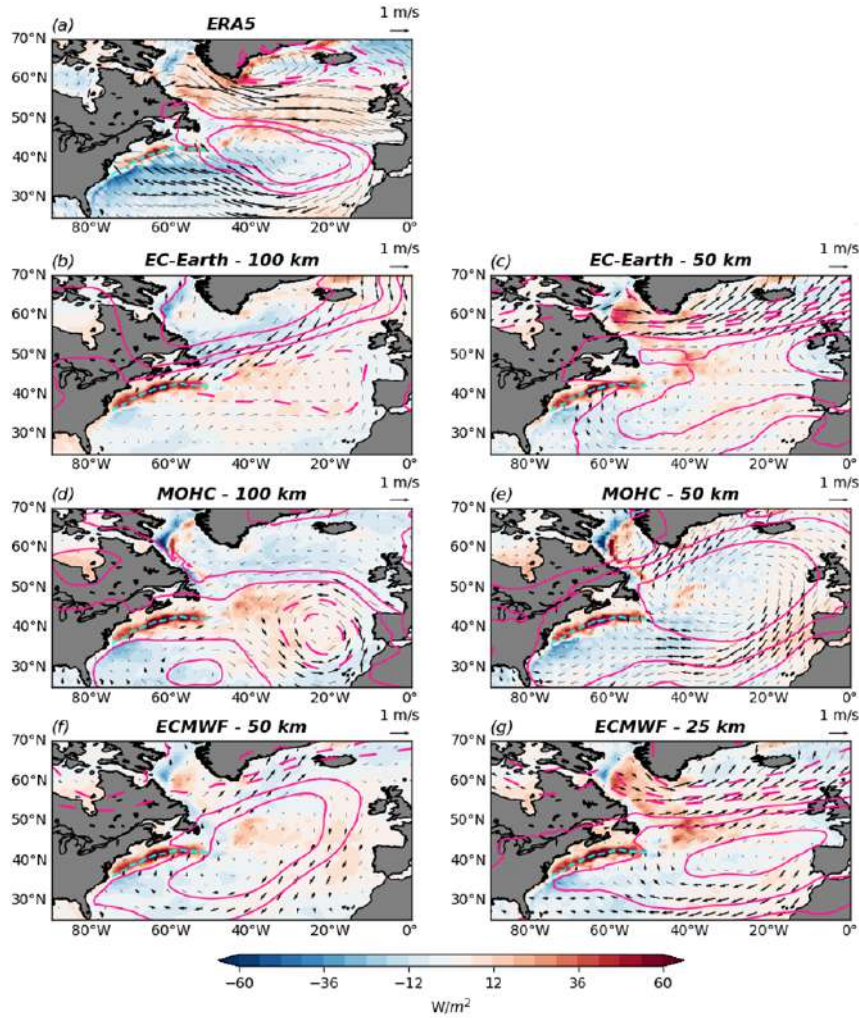 1 m/s
(a) ERA5
70°N
60°N
50°N
40°N
30°N
80°W 60°W 40°W 20°W 0°
(b) EC-Earth - 100 km 1 m/s
70°N
60°N
50°N
40°N
30°N
80°W 60°W 40°W 20°W 0°
(c) EC-Earth - 50 km 1 m/s
70°N
60°N
50°N
40°N
30°N
80°W 60°W 40°W 20°W 0°
(d) MOHC - 100 km 1 m/s
70°N
60°N
50°N
40°N
30°N
80°W 60°W 40°W 20°W 0°
(e) MOHC - 50 km 1 m/s
70°N
60°N
50°N
40°N
30°N
80°W 60°W 40°W 20°W 0°
(f) ECMWF - 50 km 1 m/s
70°N
60°N
50°N
40°N
30°N
80°W 60°W 40°W 20°W 0°
(g) ECMWF - 25 km 1 m/s
70°N
60°N
50°N
40°N
30°N
80°W 60°W 40°W 20°W 0°
−60 −36 −12 12 36 60
W/m²